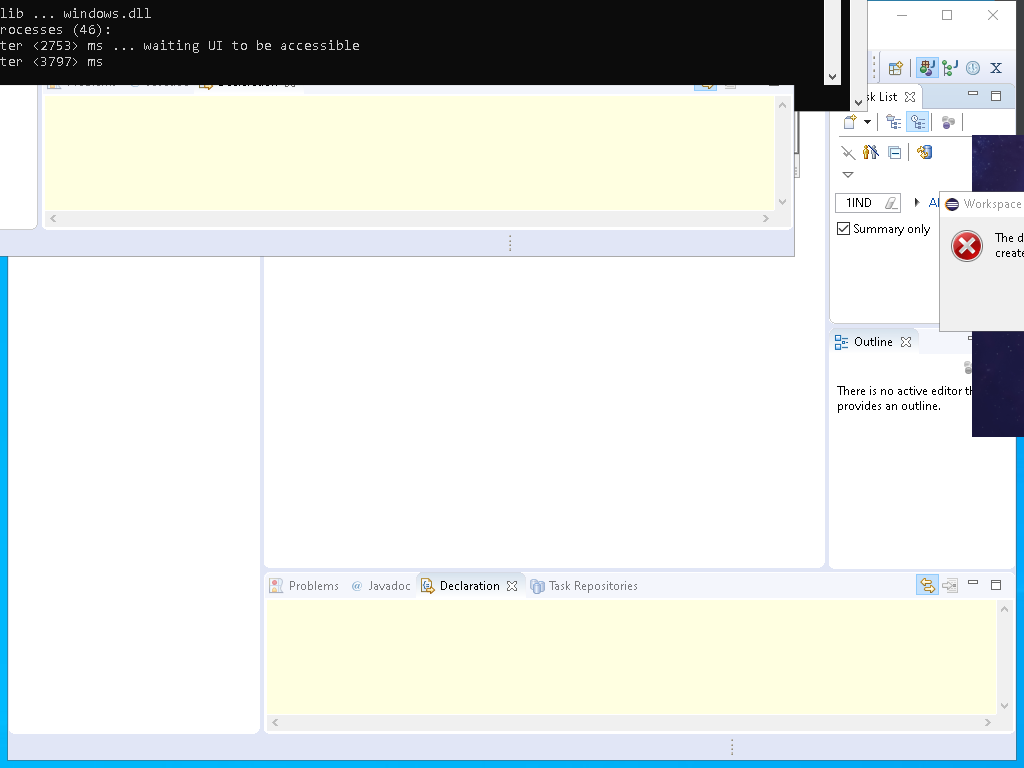 lib ... windows.dll
rocesses (46):
ter <2753> ms ... waiting UI to be accessible
ter <3797> ms
sk List
1IND
Al
Workspace
Summary only
The d
create
Outline
There is no active editor th
provides an outline.
Problems @ Javadoc Declaration Task Repositories